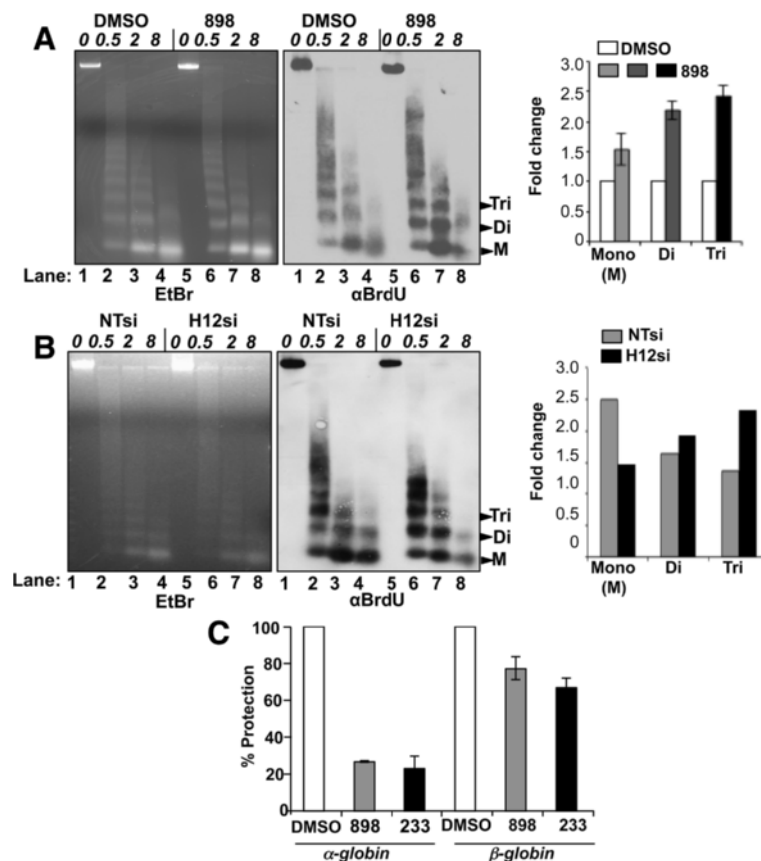 A
DMSO 898
0 0.5 2 8 0 0.5 2 8
Lane: 1 2 3 4 5 6 7 8
EtBr
DMSO 898
0 0.5 2 8 0 0.5 2 8
Tri
Di
M
1 2 3 4 5 6 7 8
αBrdU
DMSO
898
Fold change
3.0
2.5
2.0
1.5
1.0
0.5
0
Mono Di Tri
(M)
B
NTsi H12si
0 0.5 2 8 0 0.5 2 8
Lane: 1 2 3 4 5 6 7 8
EtBr
NTsi H12si
0 0.5 2 8 0 0.5 2 8
Tri
Di
M
1 2 3 4 5 6 7 8
αBrdU
NTsi
H12si
Fold change
3.0
2.5
2.0
1.5
1.0
0.5
0
Mono Di Tri
(M)
C
% Protection
100
80
60
40
20
0
DMSO 898 233 DMSO 898 233
α-globin β-globin